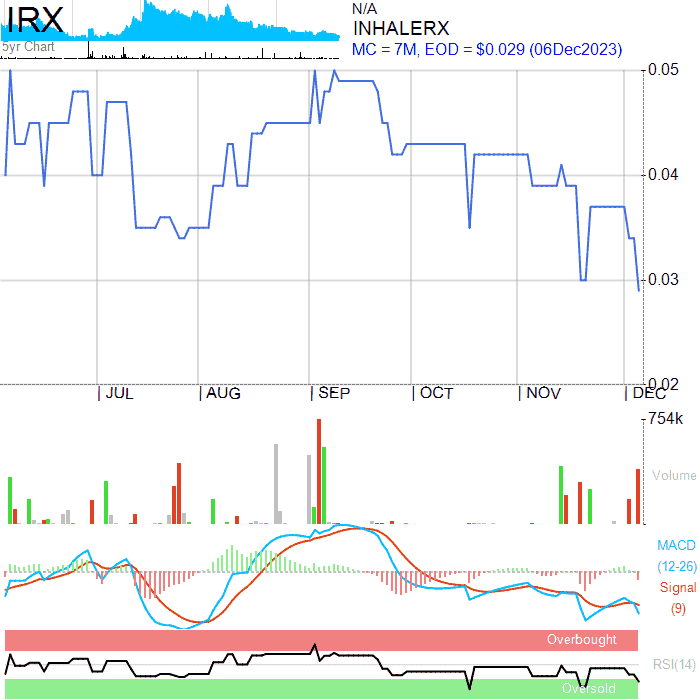 IRX
5yr Chart
N/A
INHALERX
MC = 7M, EOD = $0.029 (06Dec2023)
0.05
0.04
0.03
0.02
JUL AUG SEP OCT NOV DEC
754k
Volume
MACD
(12-26)
Signal
(9)
Overbought
RSI(14)
Oversold